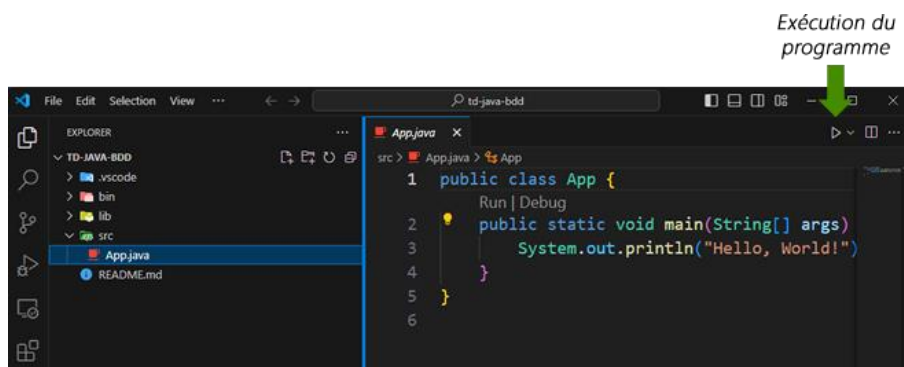 Exécution du
programme
File Edit Selection View ··· td-java-bdd
EXPLORER ···
TD-JAVA-BDD
.vscode
bin
lib
src
App.java
README.md
App.java
src > App.java > App
1 public class App {
Run | Debug
2 public static void main(String[] args)
3 System.out.println("Hello, World!")
4 }
5 }
6